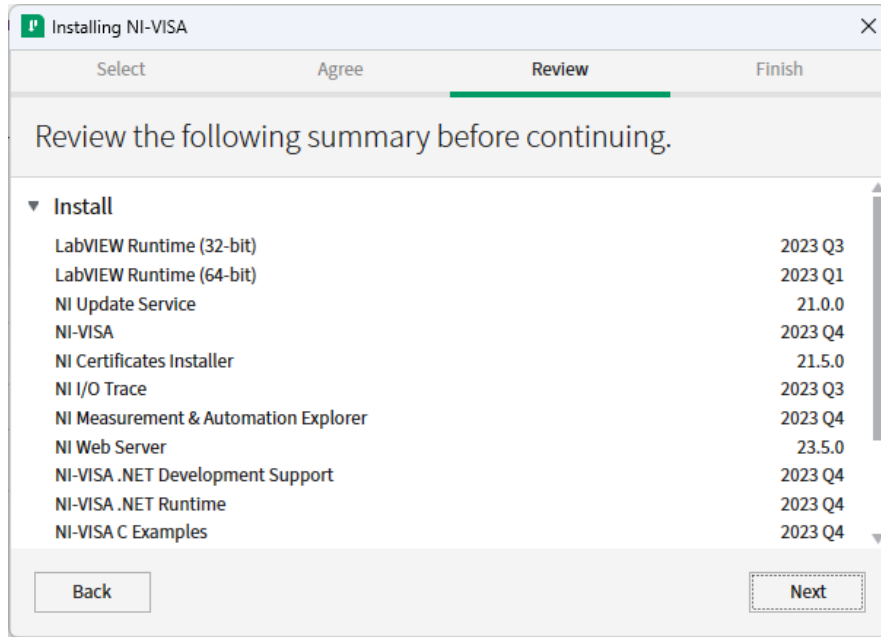 Installing NI-VISA
Select Agree Review Finish
Review the following summary before continuing.
Install
LabVIEW Runtime (32-bit) 2023 Q3
LabVIEW Runtime (64-bit) 2023 Q1
NI Update Service 21.0.0
NI-VISA 2023 Q4
NI Certificates Installer 21.5.0
NI I/O Trace 2023 Q3
NI Measurement & Automation Explorer 2023 Q4
NI Web Server 23.5.0
NI-VISA .NET Development Support 2023 Q4
NI-VISA .NET Runtime 2023 Q4
NI-VISA C Examples 2023 Q4
Back Next